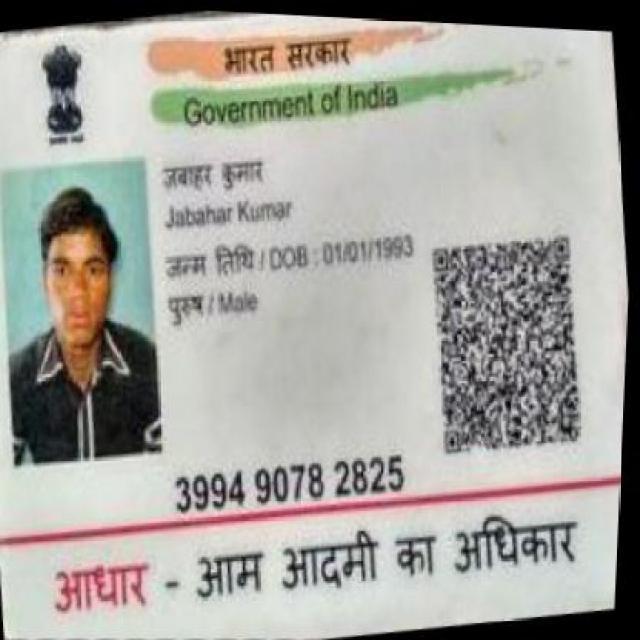 भारत सरकार
Government of India
जबाहर कुमार
Jabahar Kumar
जन्म तिथि / DOB : 01/01/1993
पुरुष / Male
3994 9078 2825
आधार - आम आदमी का अधिकार